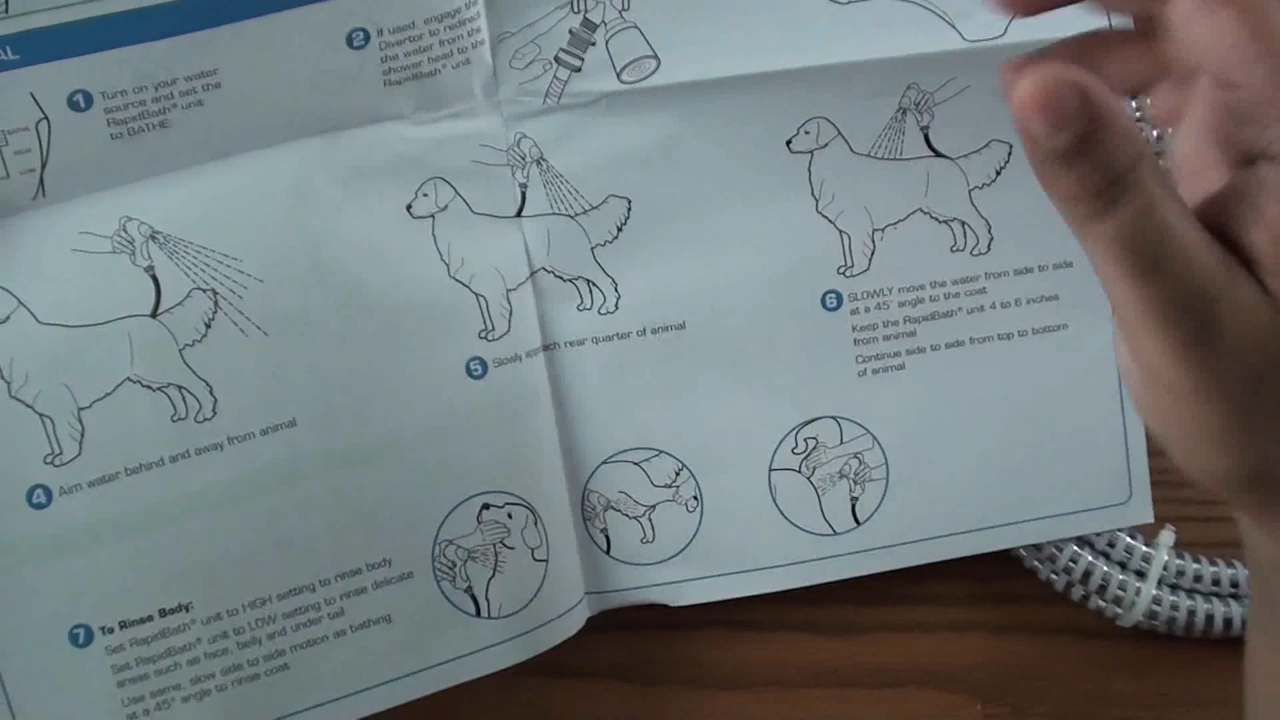 AL
1 Turn on your water
source and set the
RapidBath® unit
to BATHE
2 If used, engage the
Divertor to redirect
the water from the
shower head to the
RapidBath® unit
4 Aim water behind and away from animal
5 Slowly approach rear quarter of animal
6 SLOWLY move the water from side to side
at a 45° angle to the coat
Keep the RapidBath® unit 4 to 6 inches
from animal
Continue side to side from top to bottom
of animal
7 To Rinse Body:
Set RapidBath® unit to HIGH setting to rinse body
Set RapidBath® unit to LOW setting to rinse delicate
areas such as face, belly and under tail
Use same, slow side to side motion as bathing
at a 45° angle to rinse coat